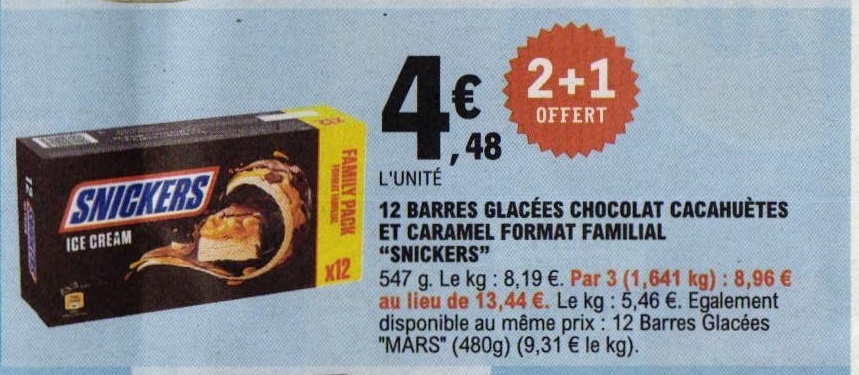 SNICKERS
ICE CREAM
FAMILY PACK
FORMAT FAMILIAL
x12
4€,48
2+1
OFFERT
L'UNITÉ
12 BARRES GLACÉES CHOCOLAT CACAHUÈTES
ET CARAMEL FORMAT FAMILIAL
“SNICKERS”
547 g. Le kg : 8,19 €. Par 3 (1,641 kg) : 8,96 €
au lieu de 13,44 €. Le kg : 5,46 €. Egalement
disponible au même prix : 12 Barres Glacées
"MARS" (480g) (9,31 € le kg).